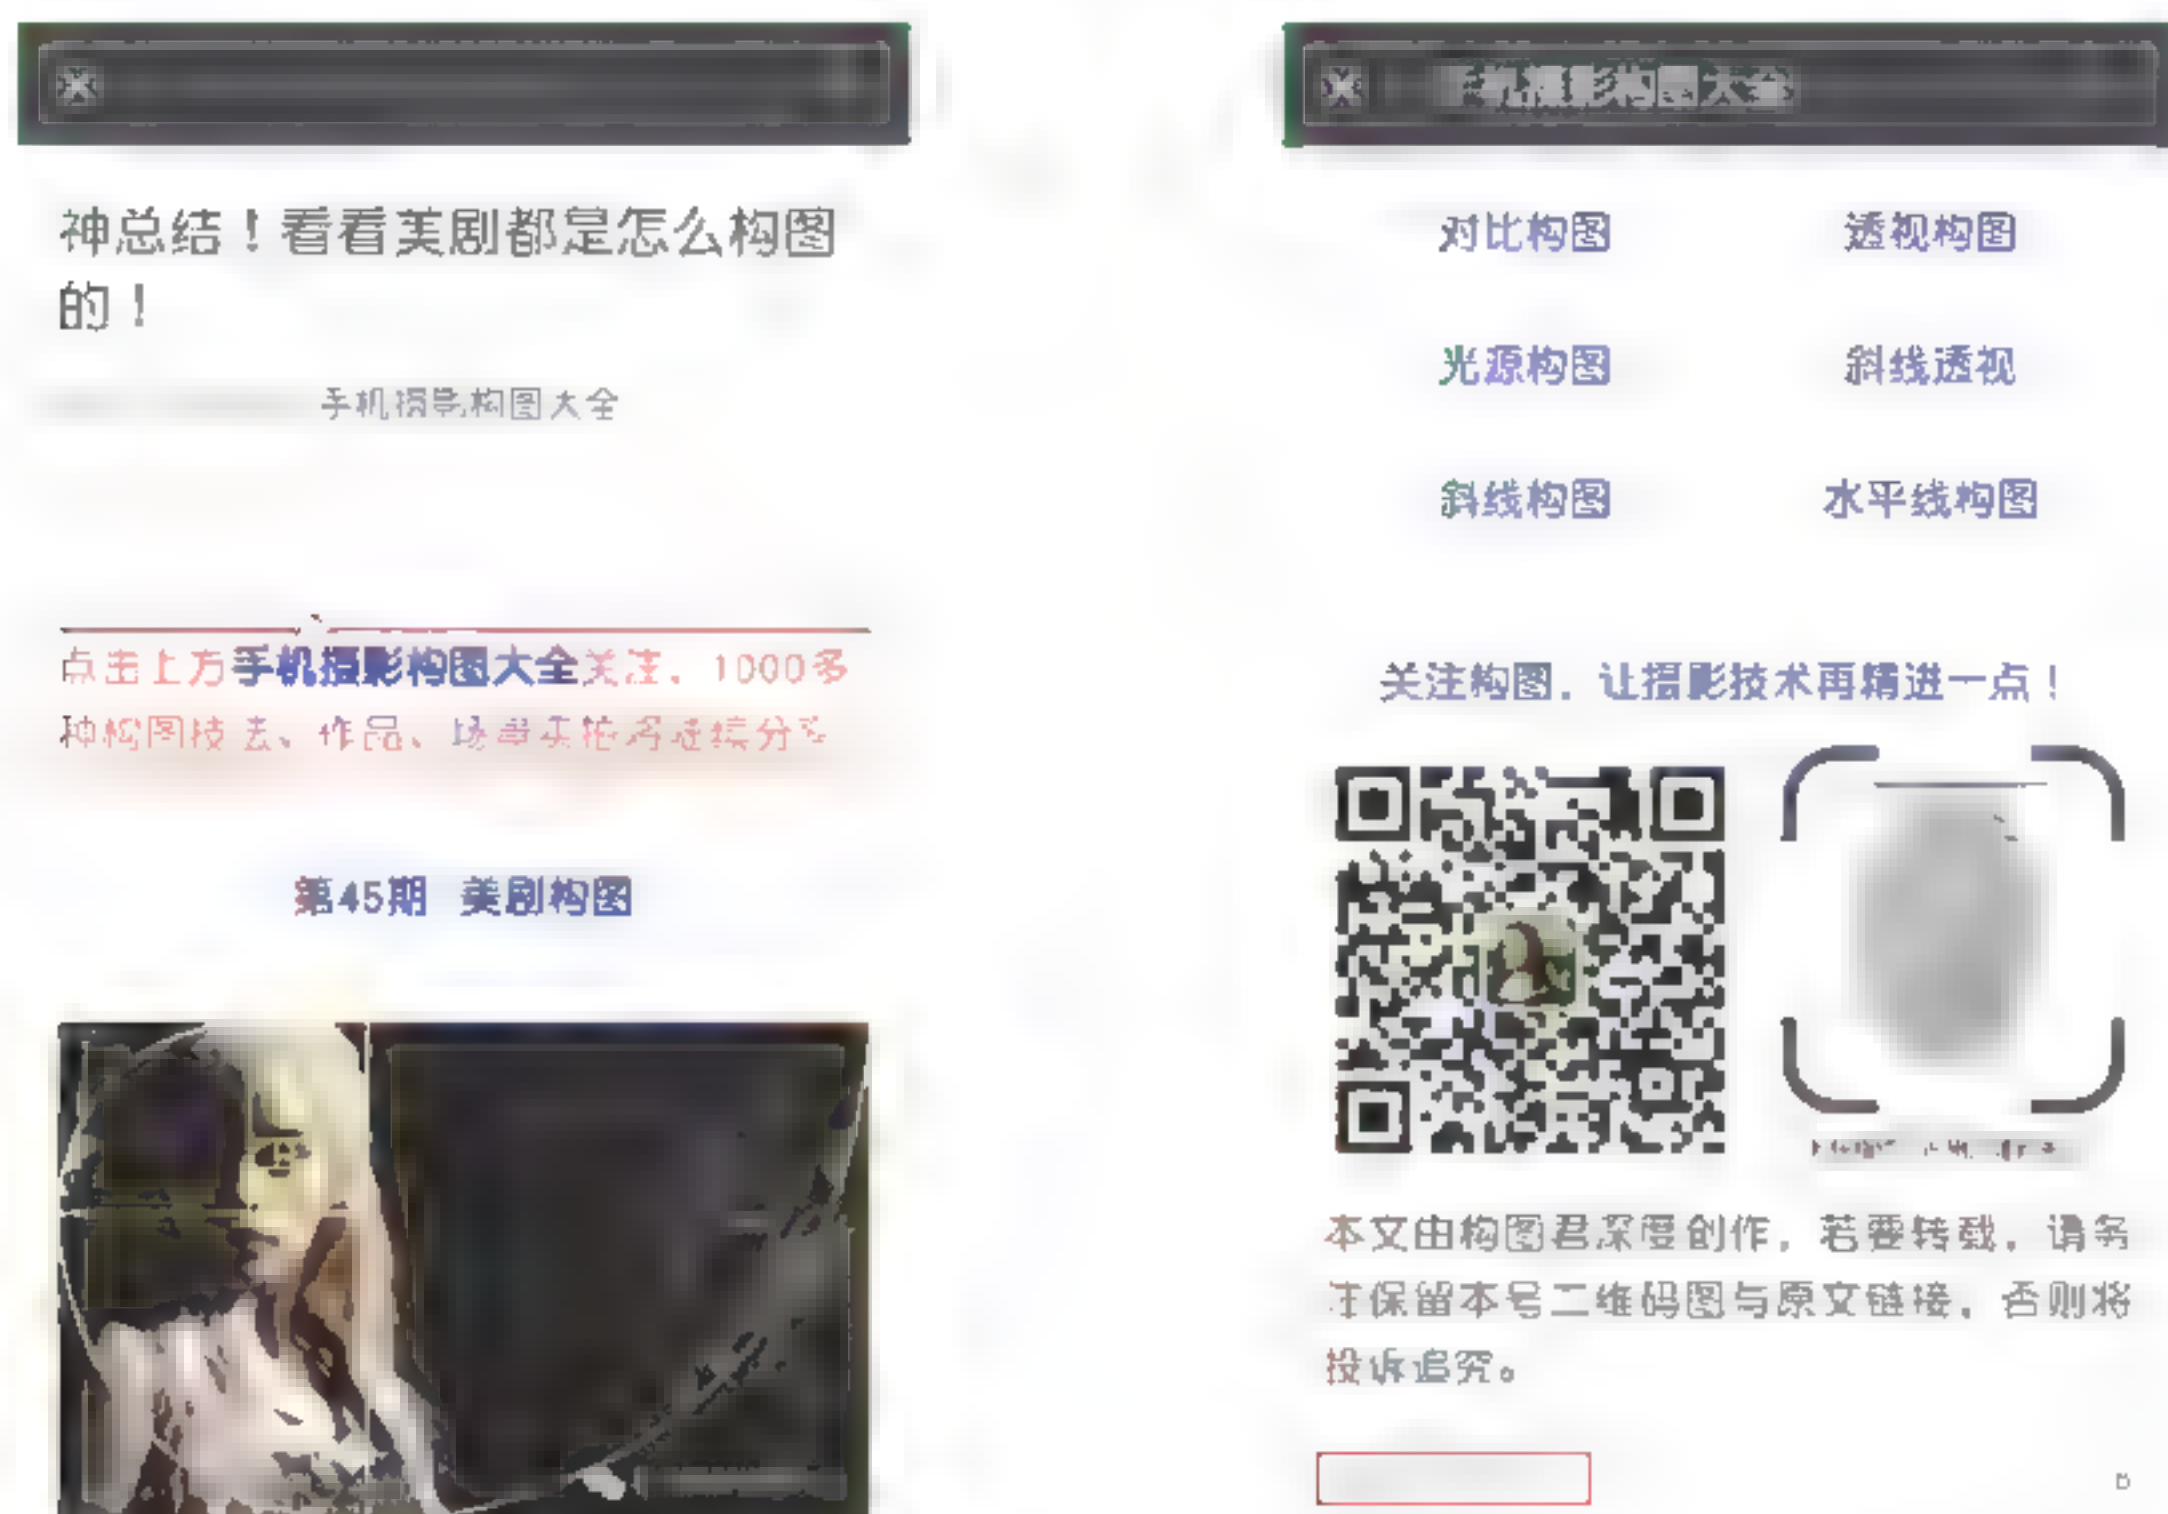 神总结！看看美剧都是怎么构图
的！
手机摄影构图大全
点击上方手机摄影构图大全关注，1000多
种构图技法、作品、场景实拍
第45期 美剧构图
手机摄影构图大全
对比构图 透视构图
光源构图 斜线透视
斜线构图 水平线构图
关注构图，让摄影技术再精进一点！
本文由构图君深度创作，若要转载，请务
保留本号二维码图与原文链接，否则将
投诉追究。